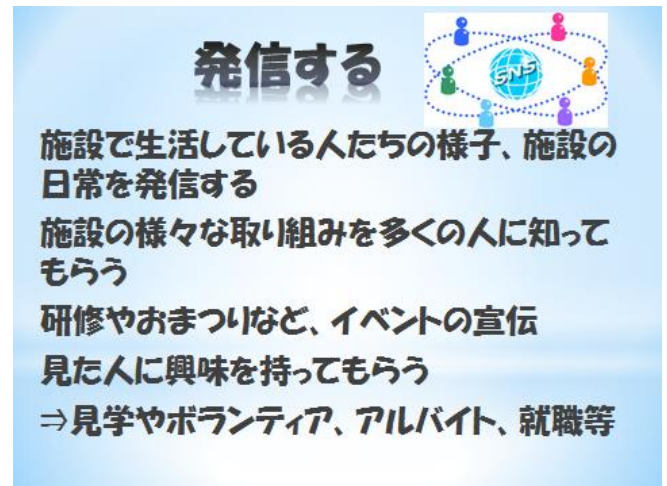 発信する
SNS
施設で生活している人たちの様子、施設の
日常を発信する
施設の様々な取り組みを多くの人に知って
もらう
研修やおまつりなど、イベントの宣伝
見た人に興味を持ってもらう
⇒見学やボランティア、アルバイト、就職等